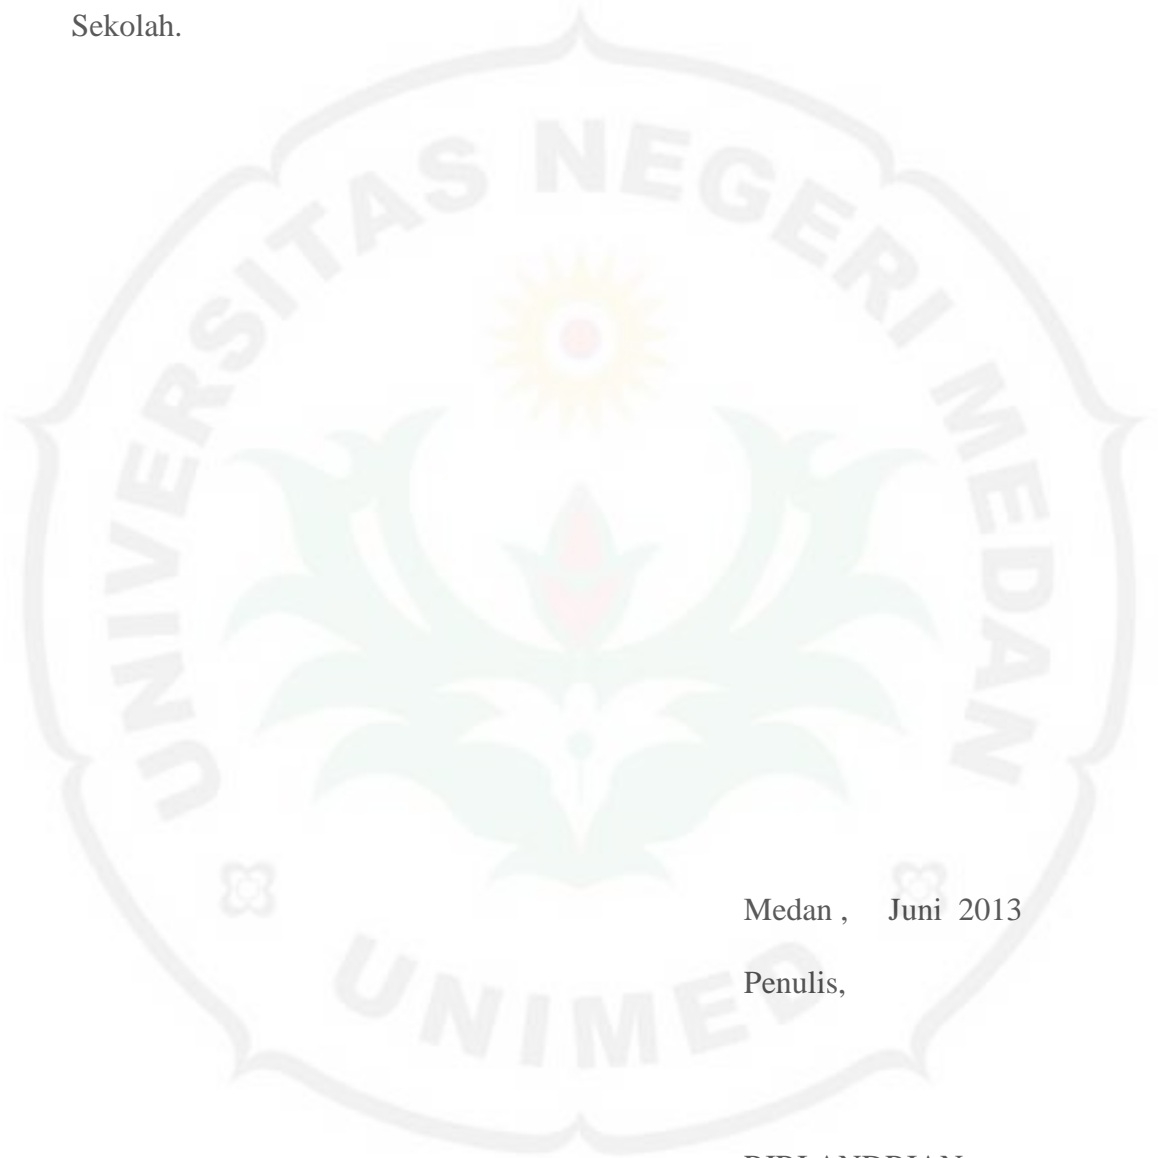 Sekolah.
UNIVERSITAS NEGERI MEDAN
Medan ,    Juni  2013
Penulis,
UNIMED